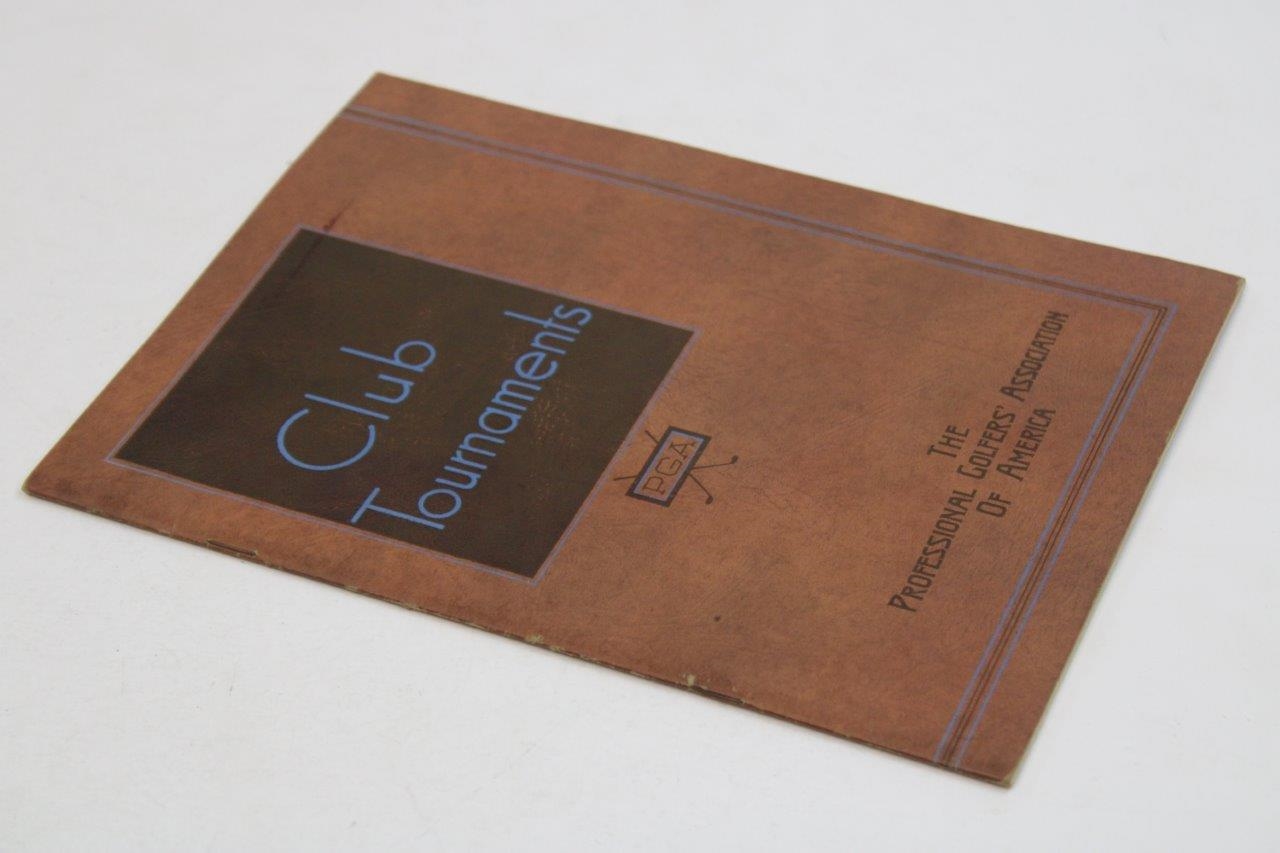 Club
Tournaments
PGA
The
Professional Golfers' Association
Of America